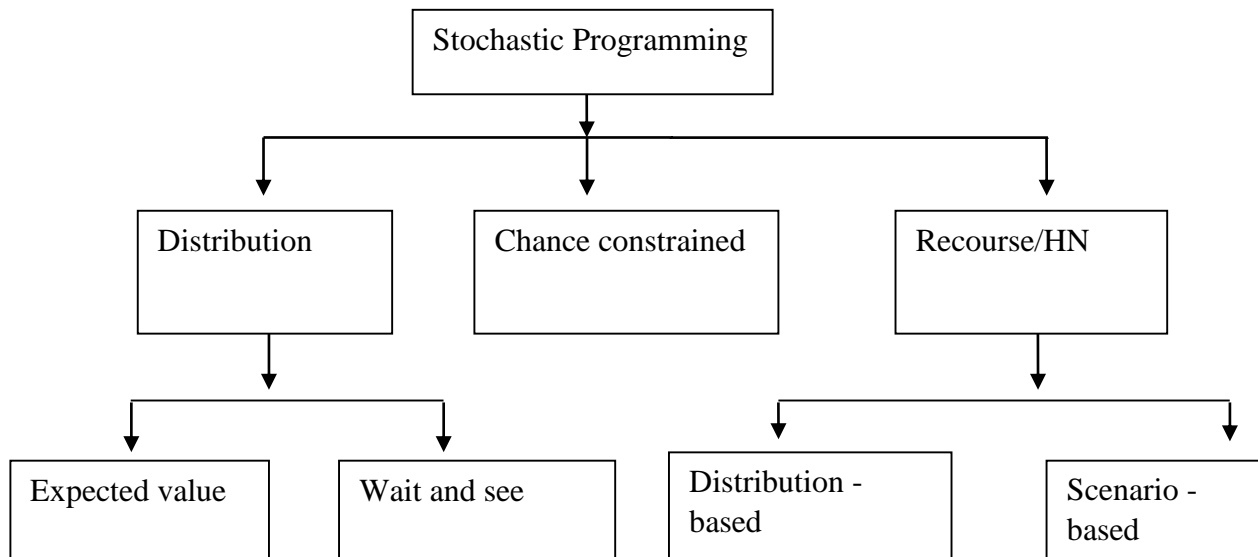 Stochastic Programming
Distribution
Chance constrained
Recourse/HN
Expected value
Wait and see
Distribution -
based
Scenario -
based